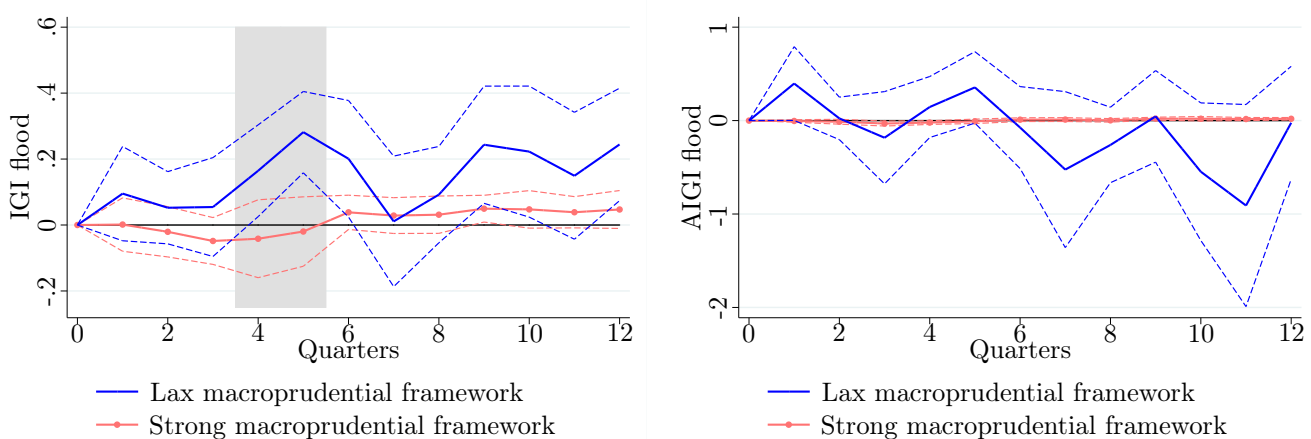 IGI flood
.6
.4
.2
0
-.2
0 2 4 6 8 10 12
Quarters
Lax macroprudential framework
Strong macroprudential framework
AIGI flood
1
0
-1
-2
0 2 4 6 8 10 12
Quarters
Lax macroprudential framework
Strong macroprudential framework